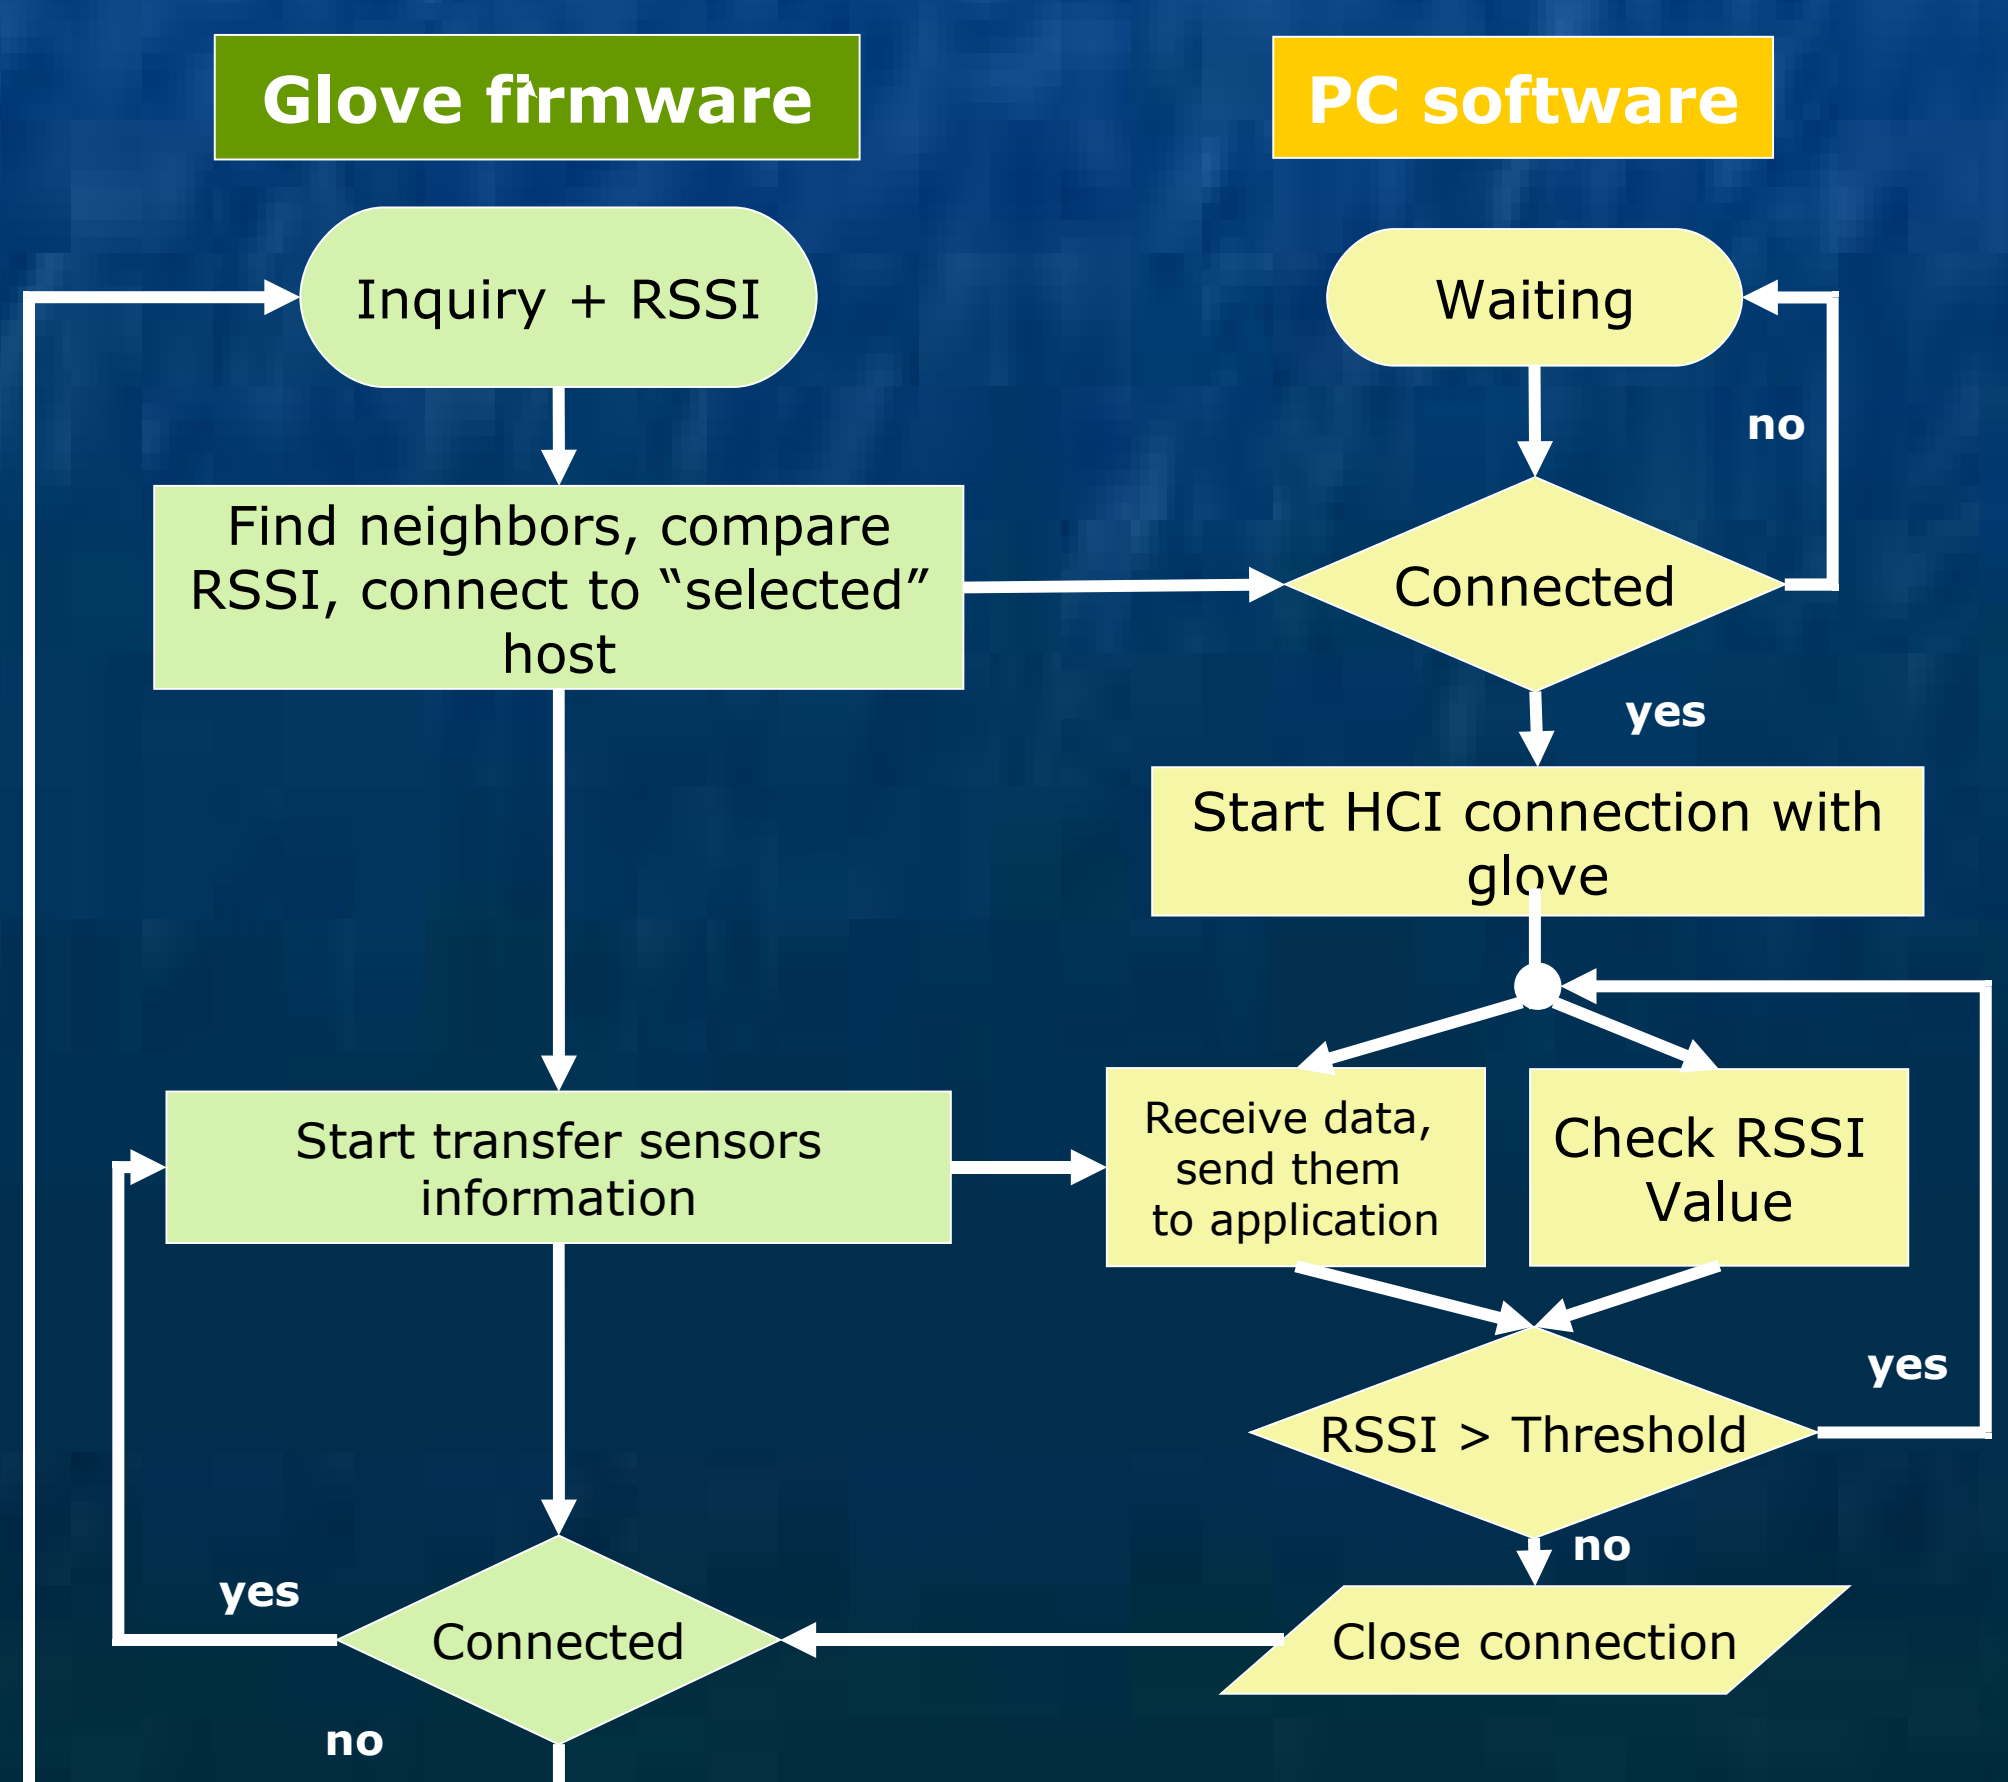 Glove firmware
PC software
Inquiry + RSSI
Waiting
no
Find neighbors, compare
RSSI, connect to “selected”
host
Connected
yes
Start HCI connection with
glove
Start transfer sensors
information
Receive data,
send them
to application
Check RSSI
Value
yes
RSSI > Threshold
no
yes
Connected
Close connection
no